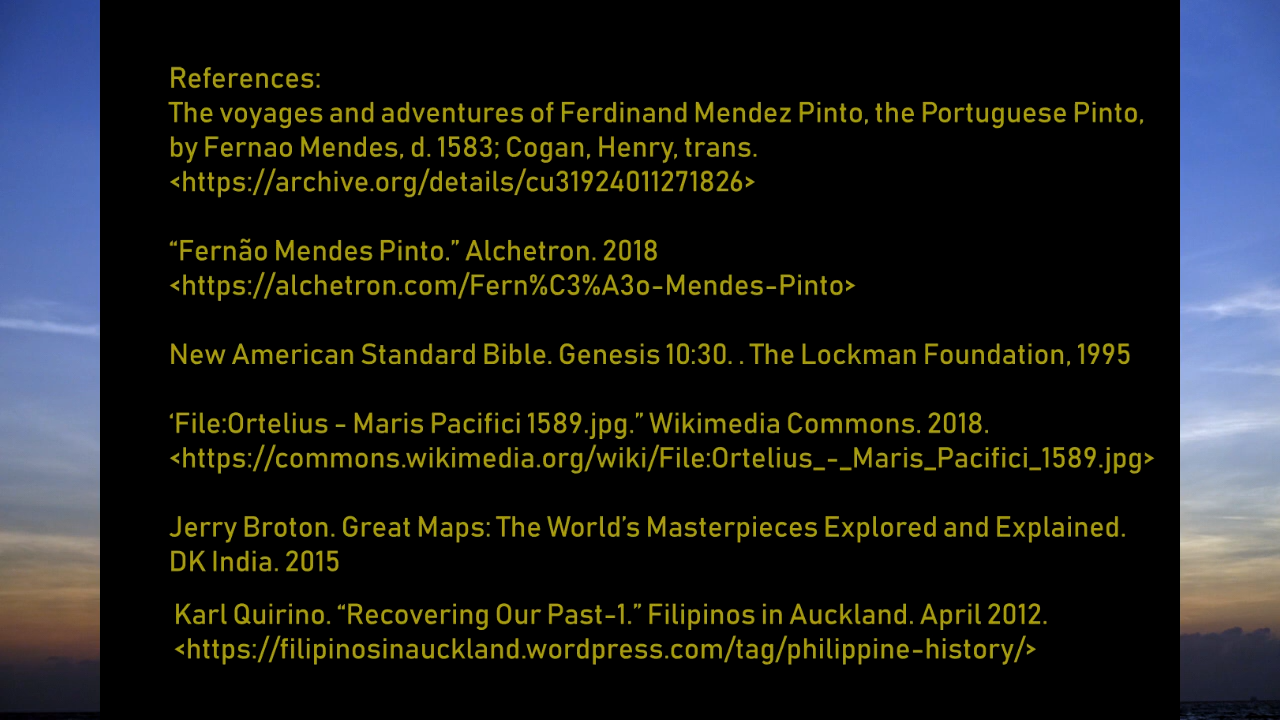 References:
The voyages and adventures of Ferdinand Mendez Pinto, the Portuguese Pinto,
by Fernao Mendes, d. 1583; Cogan, Henry, trans.
<https://archive.org/details/cu31924011271826>
“Fernão Mendes Pinto.” Alchetron. 2018
<https://alchetron.com/Fern%C3%A3o-Mendes-Pinto>
New American Standard Bible. Genesis 10:30. . The Lockman Foundation, 1995
‘File:Ortelius - Maris Pacifici 1589.jpg.” Wikimedia Commons. 2018.
<https://commons.wikimedia.org/wiki/File:Ortelius_-_Maris_Pacifici_1589.jpg>
Jerry Broton. Great Maps: The World’s Masterpieces Explored and Explained.
DK India. 2015
Karl Quirino. “Recovering Our Past-1.” Filipinos in Auckland. April 2012.
<https://filipinosinauckland.wordpress.com/tag/philippine-history/>